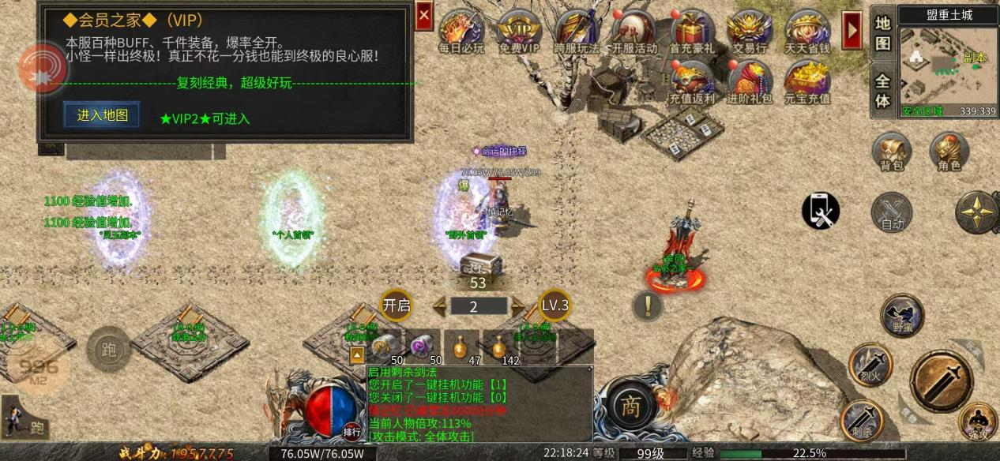 ◆会员之家◆（VIP）
本服百种BUFF、千件装备，爆率全开。
小怪一样出终极！真正不花一分钱也能到终极的良心服！
复刻经典，超级好玩
进入地图
★VIP2★可进入
每日必玩
免费VIP
跨服玩法
开服活动
首充豪礼
交易行
天天省钱
充值返利
进阶礼包
元宝充值
地图
全体
盟重土城
副本
安全区域
339:339
背包
角色
自动
命运的抉择
76.05W/76.05W/Z99
爆
慎记忆
1100 经验值增加.
1100 经验值增加.
*灵玉副本*
*个人首领*
*野外首领*
(会员)
会员之家一
53
开启
2
LV.3
50
50
47
142
跑
996
M2
跑
野蛮
烈火
刺杀
强攻
商
排行
启用刺杀剑法
您开启了一键挂机功能【1】
您关闭了一键挂机功能【0】
当前人物倍攻:113%
[攻击模式: 全体攻击]
战斗力:1957775
76.05W/76.05W
22:18:24
等级
99级
经验
22.5%